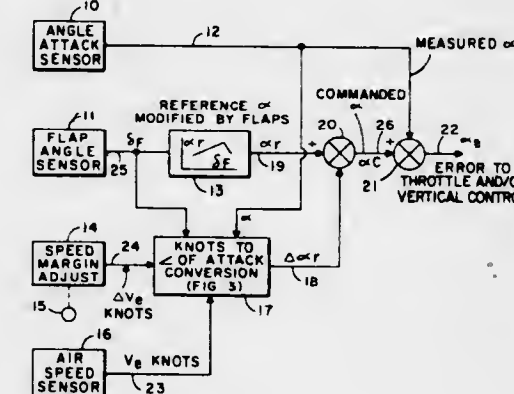 10
ANGLE
ATTACK
SENSOR
12
MEASURED α
REFERENCE α
MODIFIED BY FLAPS
COMMANDED
α
11
FLAP
ANGLE
SENSOR
δF
25
αr
δF
13
αr
19
+
20
αC
26
+
21
22
αB
ERROR TO
THROTTLE AND/O
VERTICAL CONTRO
14
SPEED
MARGIN
ADJUST
15
24
ΔVe
KNOTS
α
KNOTS TO
∠ OF ATTACK
CONVERSION
(FIG 3)
17
Δαr
18
16
AIR
SPEED
SENSOR
Ve KNOTS
23